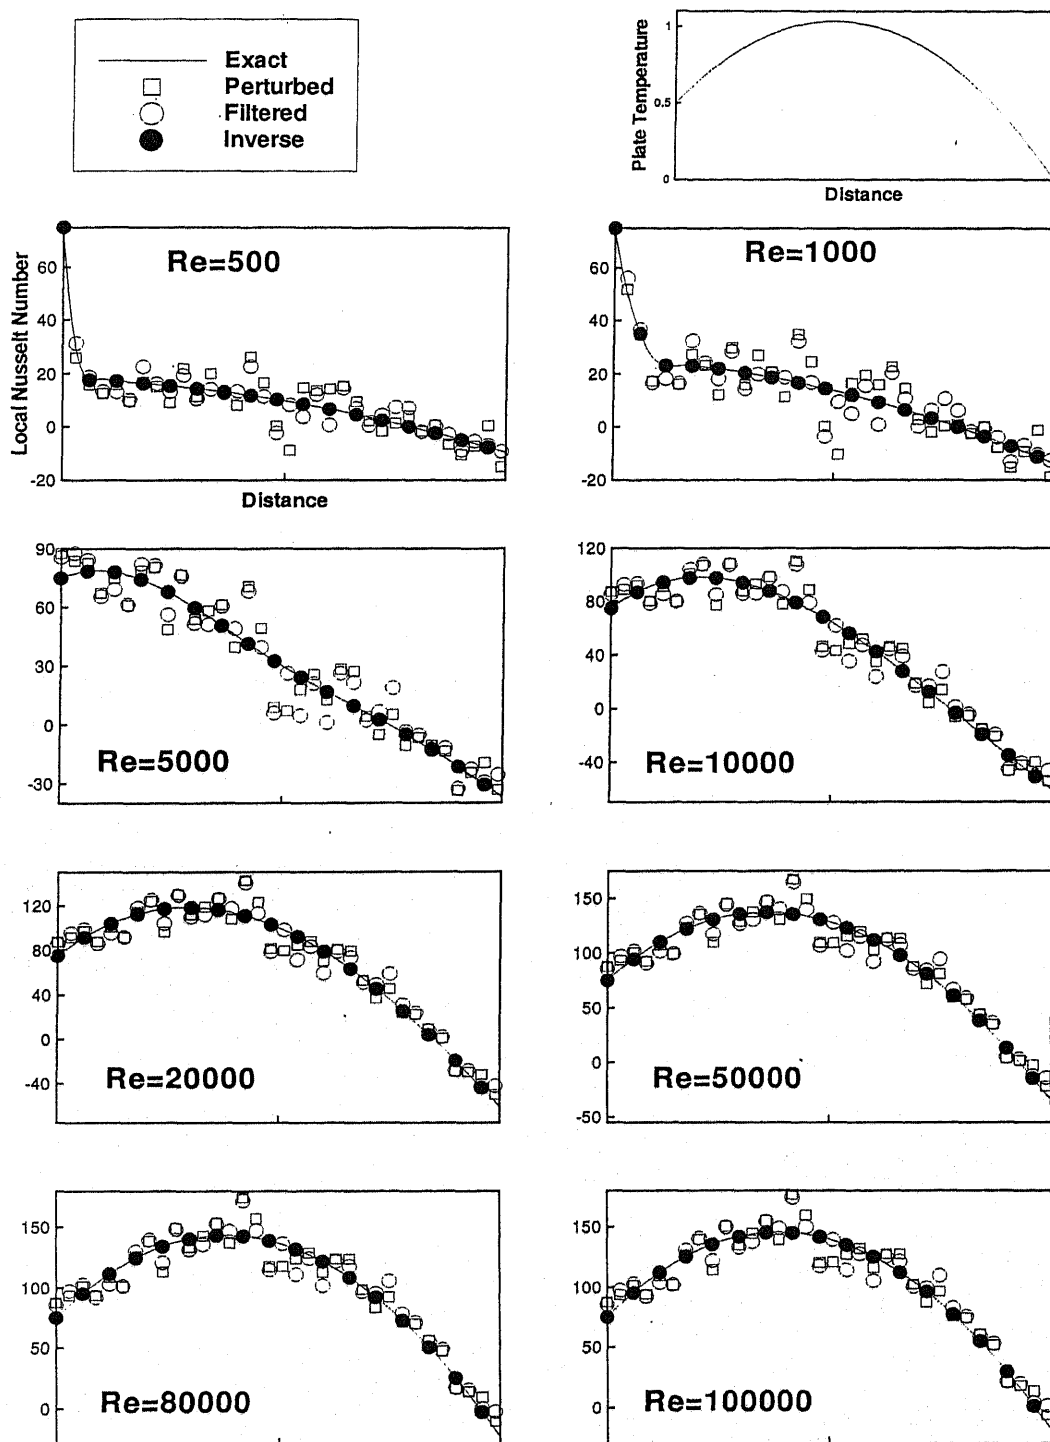 Exact
Perturbed
Filtered
Inverse
Plate Temperature
1
0.5
0
Distance
Local Nusselt Number
60
40
20
0
-20
Re=500
Distance
60
40
20
0
-20
Re=1000
90
60
30
0
-30
Re=5000
120
80
40
0
-40
Re=10000
120
80
40
0
-40
Re=20000
150
100
50
0
-50
Re=50000
150
100
50
0
Re=80000
150
100
50
0
Re=100000